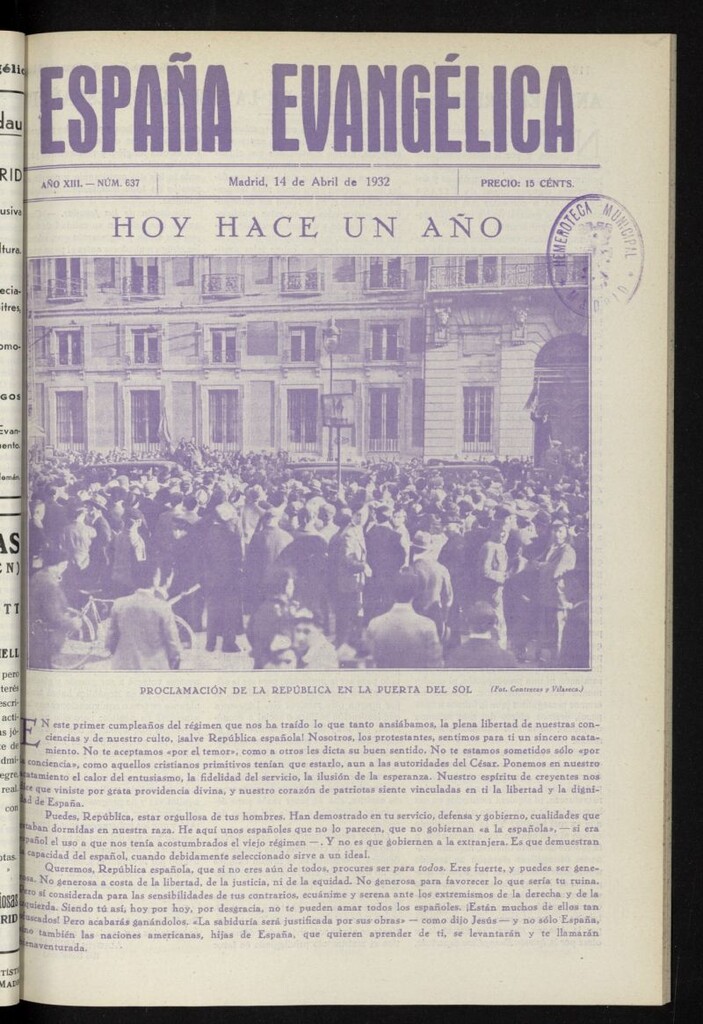 ESPAÑA EVANGÉLICA
AÑO XIII. — NÚM. 637
Madrid, 14 de Abril de 1932
PRECIO: 15 CÉNTS.
HOY HACE UN AÑO
HEMEROTECA MUNICIPAL
MADRID
PROCLAMACIÓN DE LA REPÚBLICA EN LA PUERTA DEL SOL (Fot. Contreras y Vilaseca.)
EN este primer cumpleaños del régimen que nos ha traído lo que tanto ansiábamos, la plena libertad de nuestras con-
ciencias y de nuestro culto, ¡salve República española! Nosotros, los protestantes, sentimos para ti un sincero acata-
miento. No te aceptamos «por el temor», como a otros les dicta su buen sentido. No te estamos sometidos sólo «por
conciencia», como aquellos cristianos primitivos tenían que estarlo, aun a las autoridades del César. Ponemos en nuestro
acatamiento el calor del entusiasmo, la fidelidad del servicio, la ilusión de la esperanza. Nuestro espíritu de creyentes nos
ice que viniste por grata providencia divina, y nuestro corazón de patriotas siente vinculadas en ti la libertad y la digni-
ad de España.
Puedes, República, estar orgullosa de tus hombres. Han demostrado en tu servicio, defensa y gobierno, cualidades que
taban dormidas en nuestra raza. He aquí unos españoles que no lo parecen, que no gobiernan «a la española», — si era
pañol el uso a que nos tenía acostumbrados el viejo régimen —. Y no es que gobiernen a la extranjera. Es que demuestran
capacidad del español, cuando debidamente seleccionado sirve a un ideal.
Queremos, República española, que si no eres aún de todos, procures ser para todos. Eres fuerte, y puedes ser gene-
osa. No generosa a costa de la libertad, de la justicia, ni de la equidad. No generosa para favorecer lo que sería tu ruina.
ero sí considerada para las sensibilidades de tus contrarios, ecuánime y serena ante los extremismos de la derecha y de la
quierda. Siendo tú así, hoy por hoy, por desgracia, no te pueden amar todos los españoles. ¡Están muchos de ellos tan
uscados! Pero acabarás ganándolos. «La sabiduría será justificada por sus obras» — como dijo Jesús — y no sólo España,
no también las naciones americanas, hijas de España, que quieren aprender de ti, se levantarán y te llamarán
enaventurada.